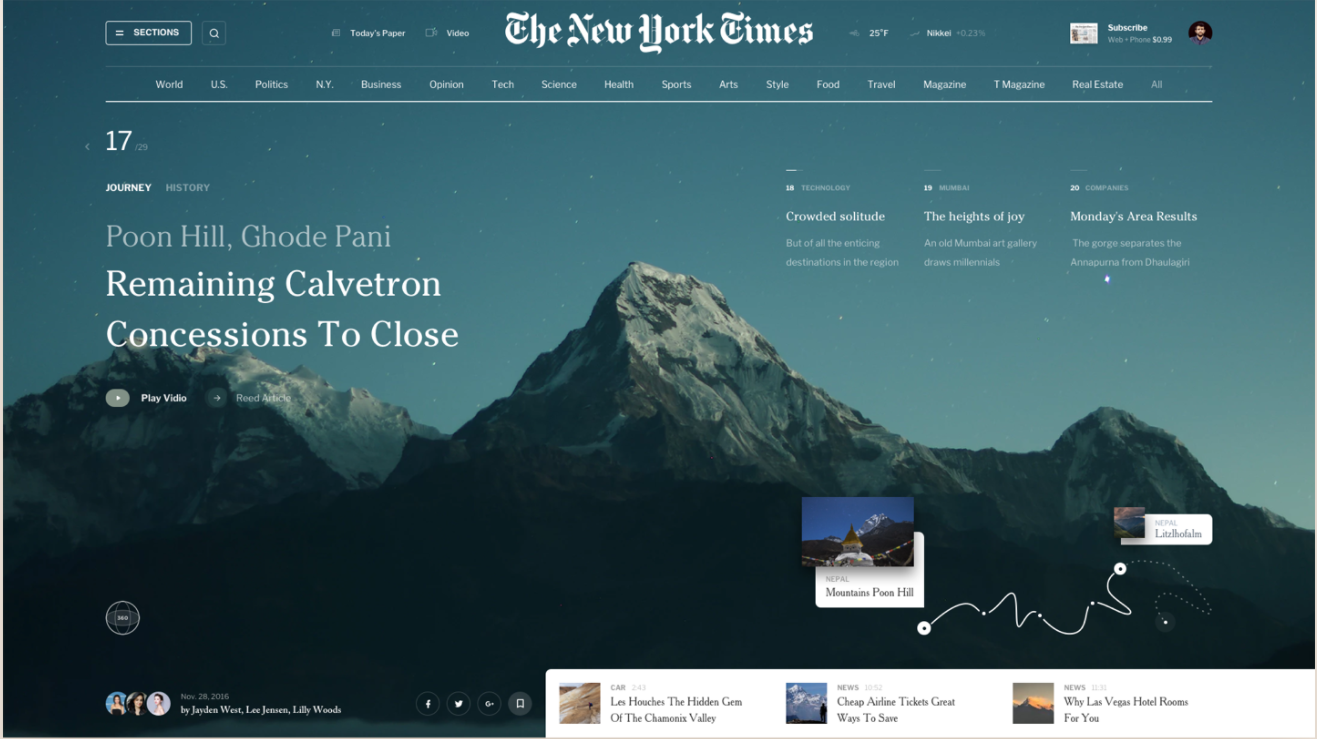 SECTIONS
Today's Paper
Video
The New York Times
25°F
Nikkei +0.23%
Subscribe
Web + Phone $0.99
World U.S. Politics N.Y. Business Opinion Tech Science Health Sports Arts Style Food Travel Magazine T Magazine Real Estate All
17 /29
JOURNEY HISTORY
Poon Hill, Ghode Pani
Remaining Calvetron
Concessions To Close
Play Vidio
Reed Article
18 TECHNOLOGY
Crowded solitude
But of all the enticing
destinations in the region
19 MUMBAI
The heights of joy
An old Mumbai art gallery
draws millennials
20 COMPANIES
Monday's Area Results
The gorge separates the
Annapurna from Dhaulagiri
NEPAL
Mountains Poon Hill
NEPAL
Litzlhofalm
360
Nov. 28, 2016
by Jayden West, Lee Jensen, Lilly Woods
f
G+
CAR 2:43
Les Houches The Hidden Gem
Of The Chamonix Valley
NEWS 10:52
Cheap Airline Tickets Great
Ways To Save
NEWS 11:31
Why Las Vegas Hotel Rooms
For You